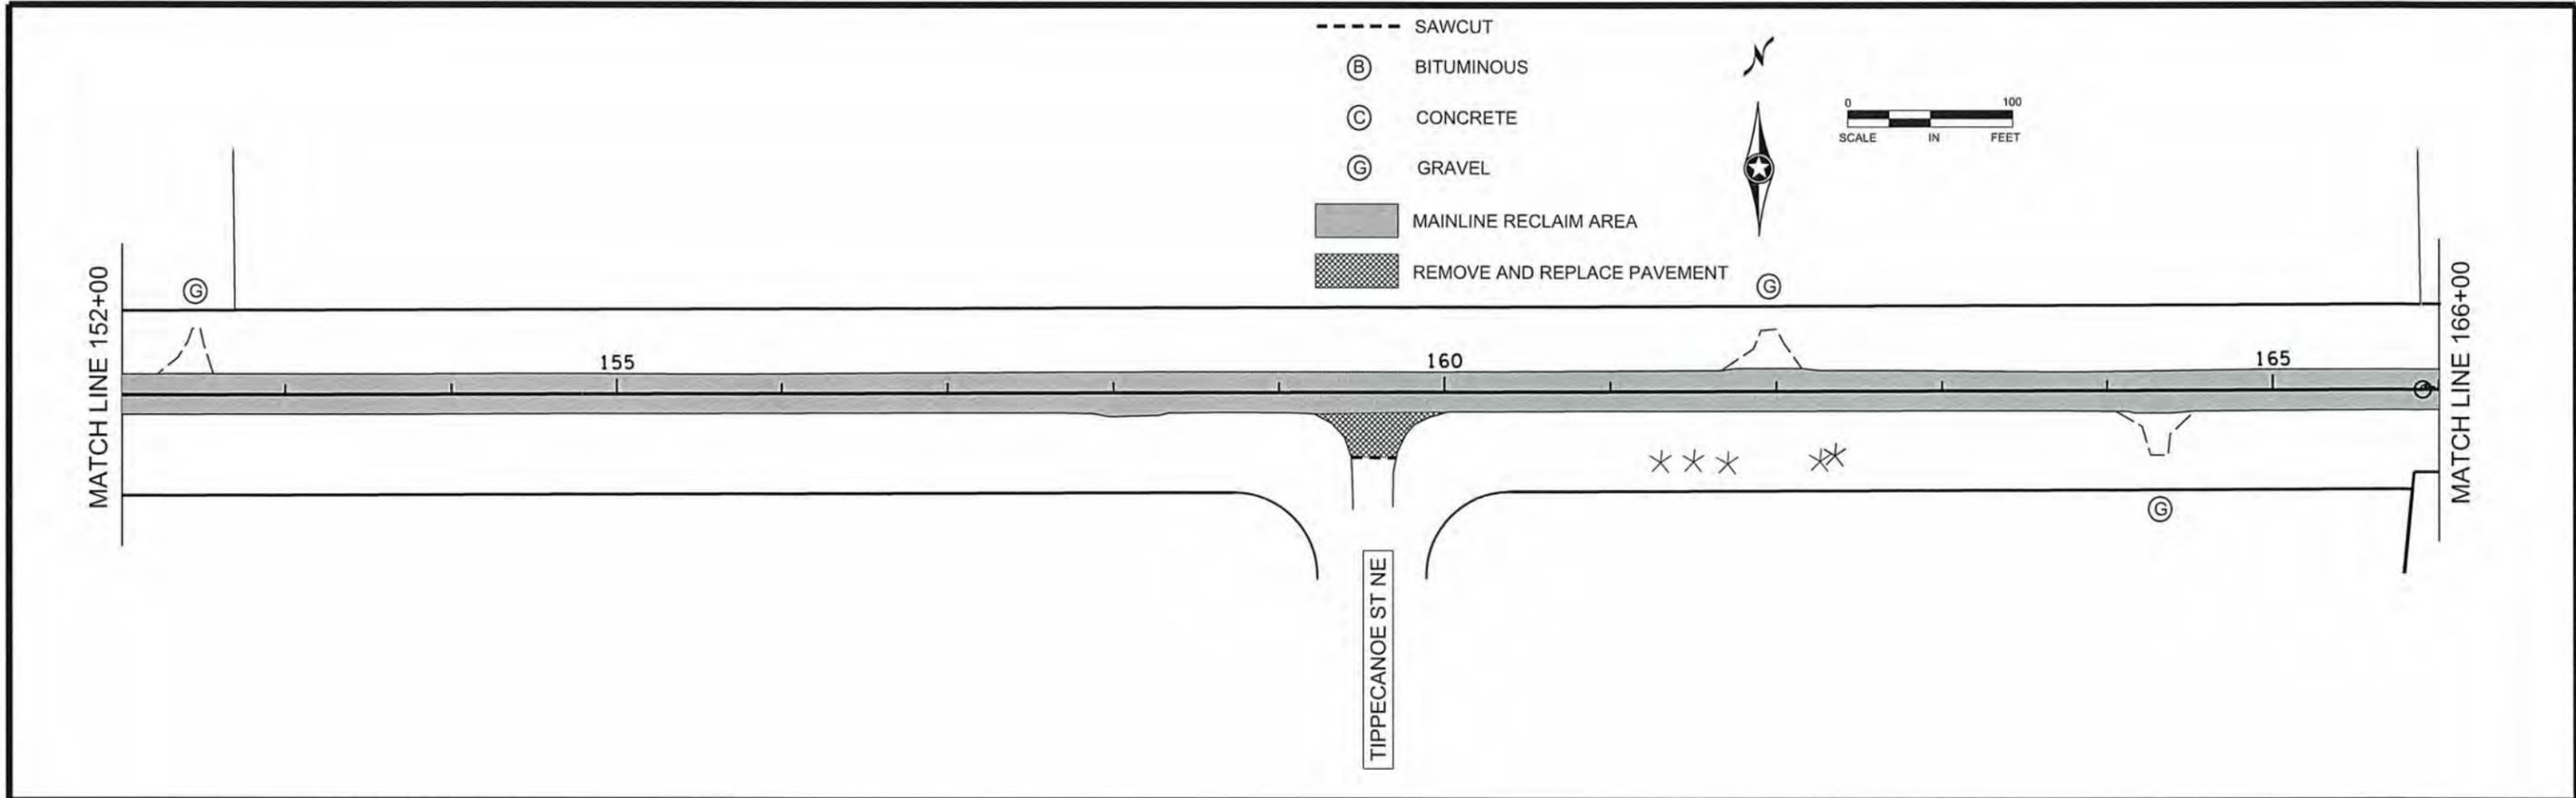 SAWCUT
B BITUMINOUS
C CONCRETE
G GRAVEL
MAINLINE RECLAIM AREA
REMOVE AND REPLACE PAVEMENT
N
0 100
SCALE IN FEET
MATCH LINE 152+00
G
G
155
160
165
G
MATCH LINE 166+00
TIPPECANOE ST NE